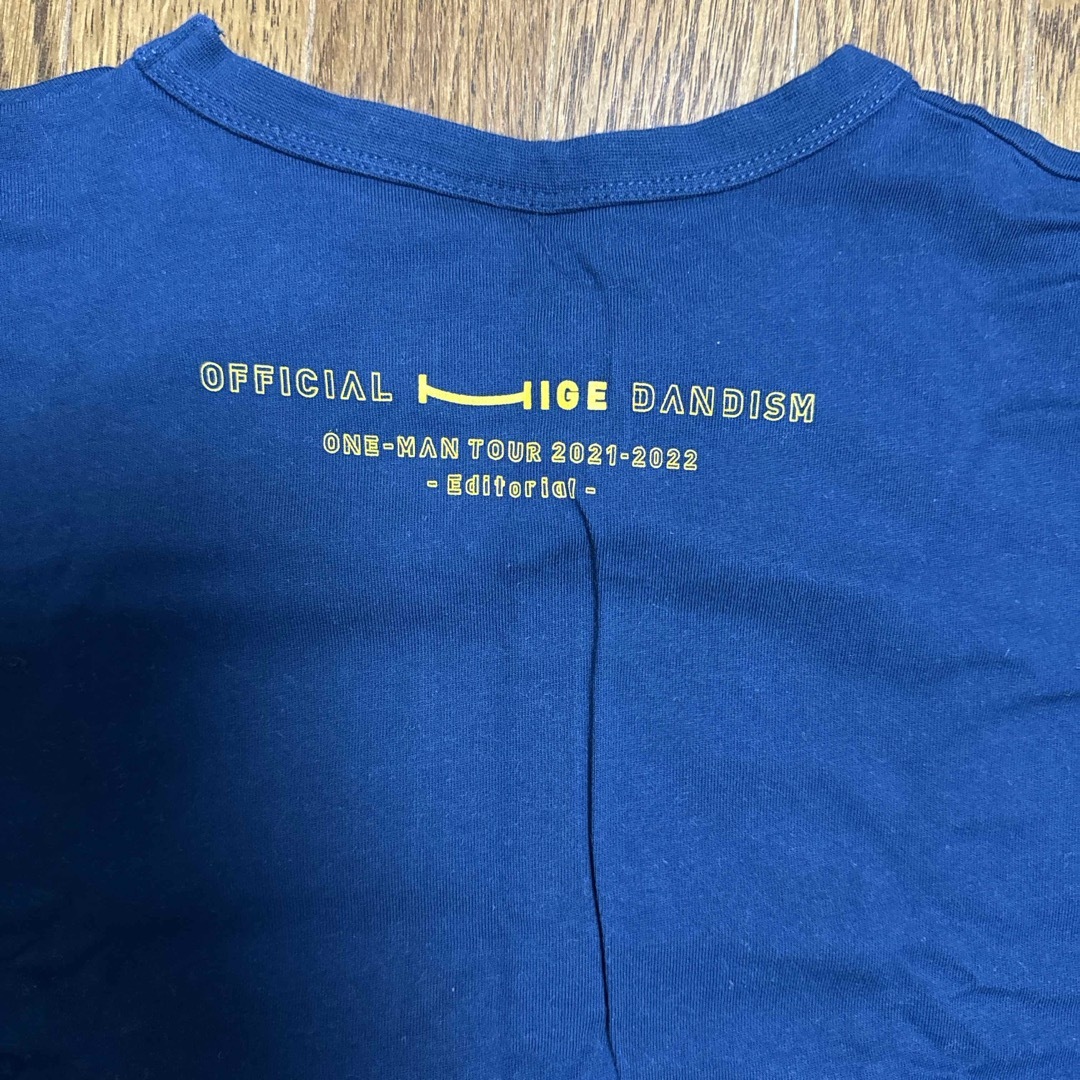 OFFICIAL HIGE DANDISM
ONE-MAN TOUR 2021-2022
- Editorial -